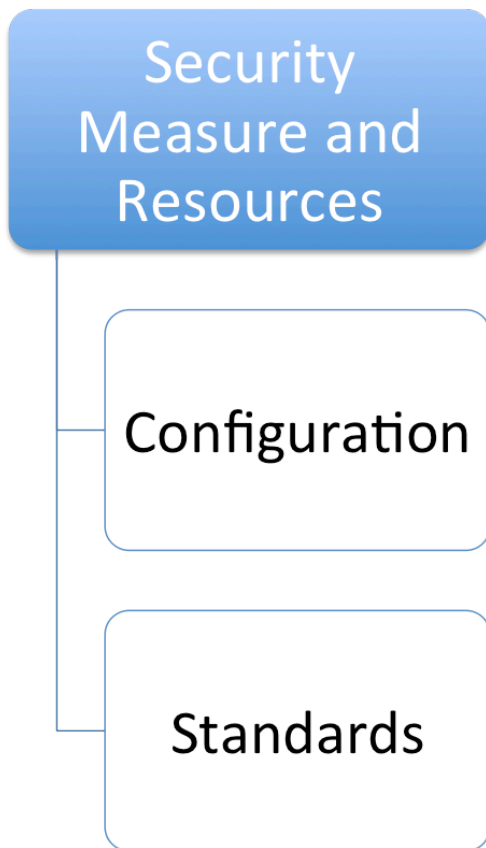 Security
Measure and
Resources
Configuration
Standards